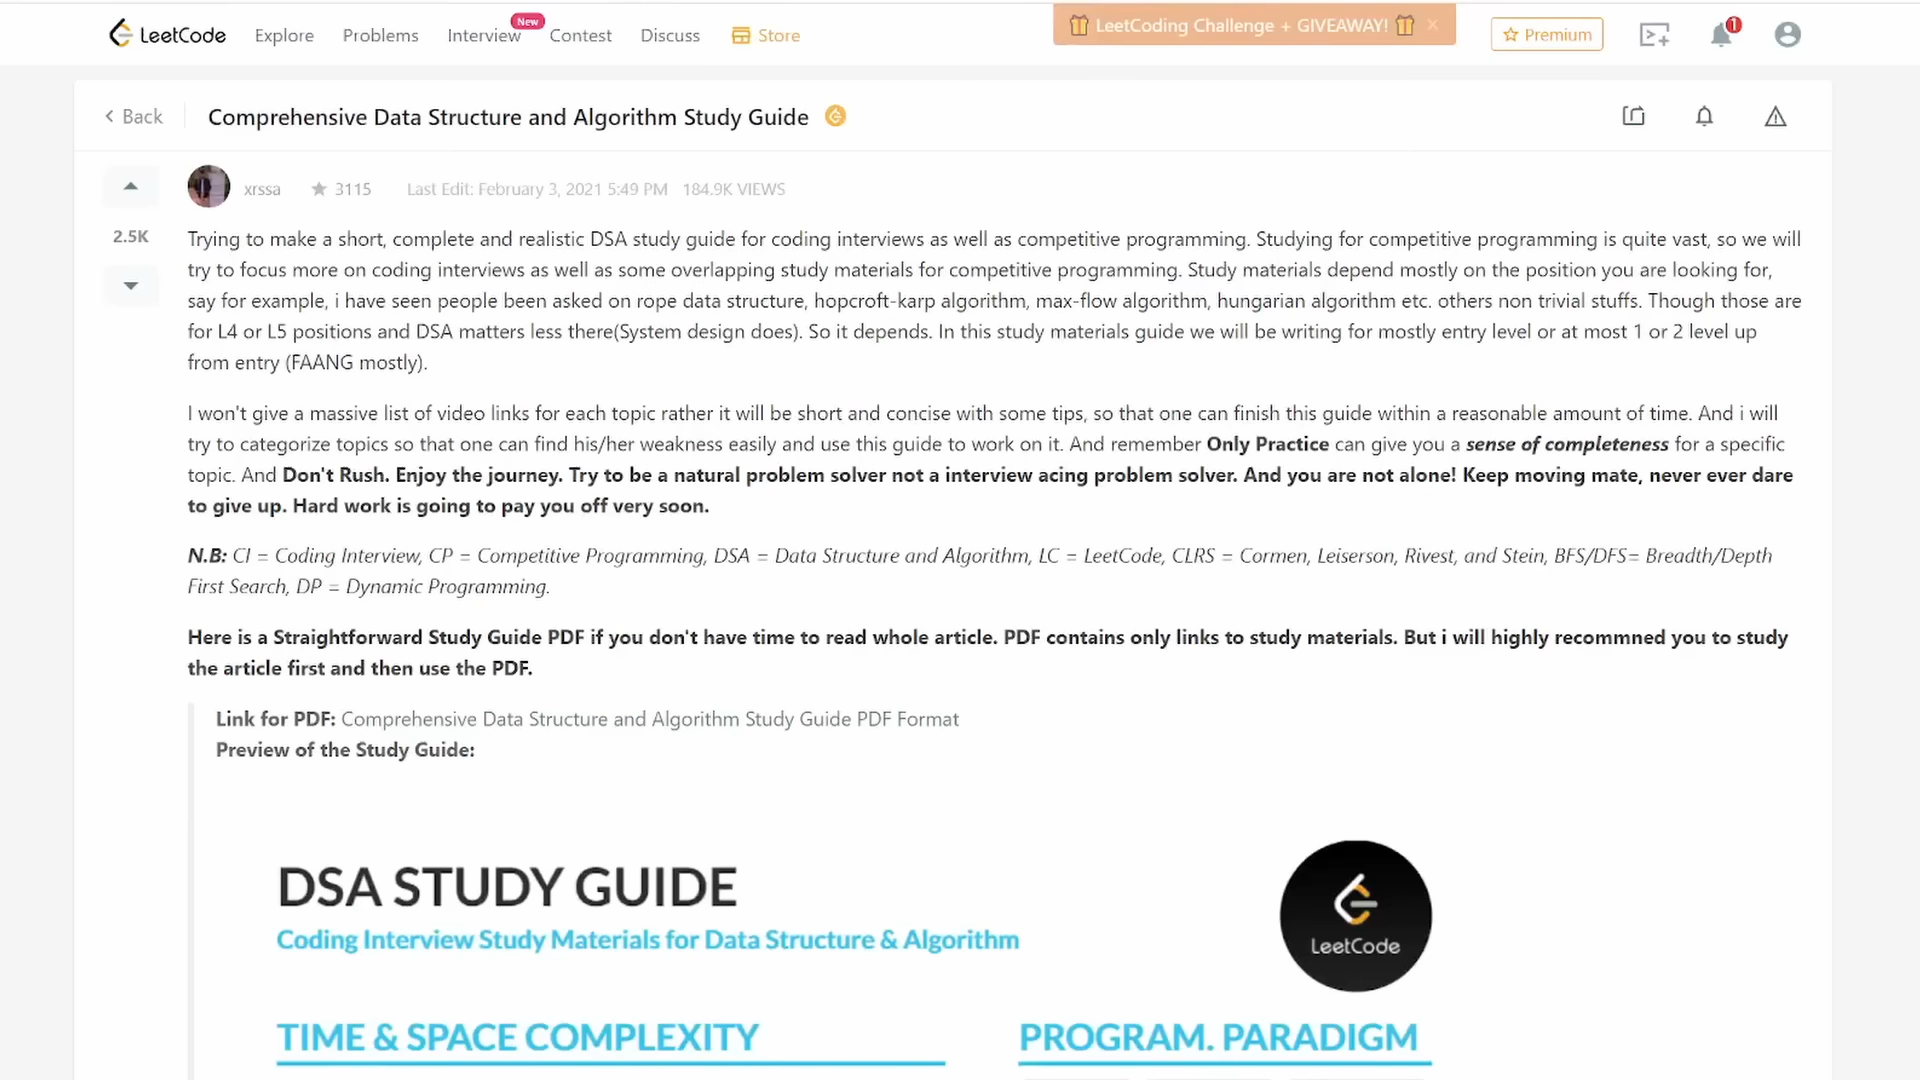 LeetCode Explore Problems Interview New Contest Discuss Store LeetCoding Challenge + GIVEAWAY! × Premium 1
Back Comprehensive Data Structure and Algorithm Study Guide
xrssa 3115 Last Edit: February 3, 2021 5:49 PM 184.9K VIEWS
2.5K
Trying to make a short, complete and realistic DSA study guide for coding interviews as well as competitive programming. Studying for competitive programming is quite vast, so we will
try to focus more on coding interviews as well as some overlapping study materials for competitive programming. Study materials depend mostly on the position you are looking for,
say for example, i have seen people been asked on rope data structure, hopcroft-karp algorithm, max-flow algorithm, hungarian algorithm etc. others non trivial stuffs. Though those are
for L4 or L5 positions and DSA matters less there(System design does). So it depends. In this study materials guide we will be writing for mostly entry level or at most 1 or 2 level up
from entry (FAANG mostly).
I won't give a massive list of video links for each topic rather it will be short and concise with some tips, so that one can finish this guide within a reasonable amount of time. And i will
try to categorize topics so that one can find his/her weakness easily and use this guide to work on it. And remember Only Practice can give you a sense of completeness for a specific
topic. And Don't Rush. Enjoy the journey. Try to be a natural problem solver not a interview acing problem solver. And you are not alone! Keep moving mate, never ever dare
to give up. Hard work is going to pay you off very soon.
N.B: CI = Coding Interview, CP = Competitive Programming, DSA = Data Structure and Algorithm, LC = LeetCode, CLRS = Cormen, Leiserson, Rivest, and Stein, BFS/DFS= Breadth/Depth
First Search, DP = Dynamic Programming.
Here is a Straightforward Study Guide PDF if you don't have time to read whole article. PDF contains only links to study materials. But i will highly recommned you to study
the article first and then use the PDF.
Link for PDF: Comprehensive Data Structure and Algorithm Study Guide PDF Format
Preview of the Study Guide:
DSA STUDY GUIDE
Coding Interview Study Materials for Data Structure & Algorithm
LeetCode
TIME & SPACE COMPLEXITY
PROGRAM. PARADIGM